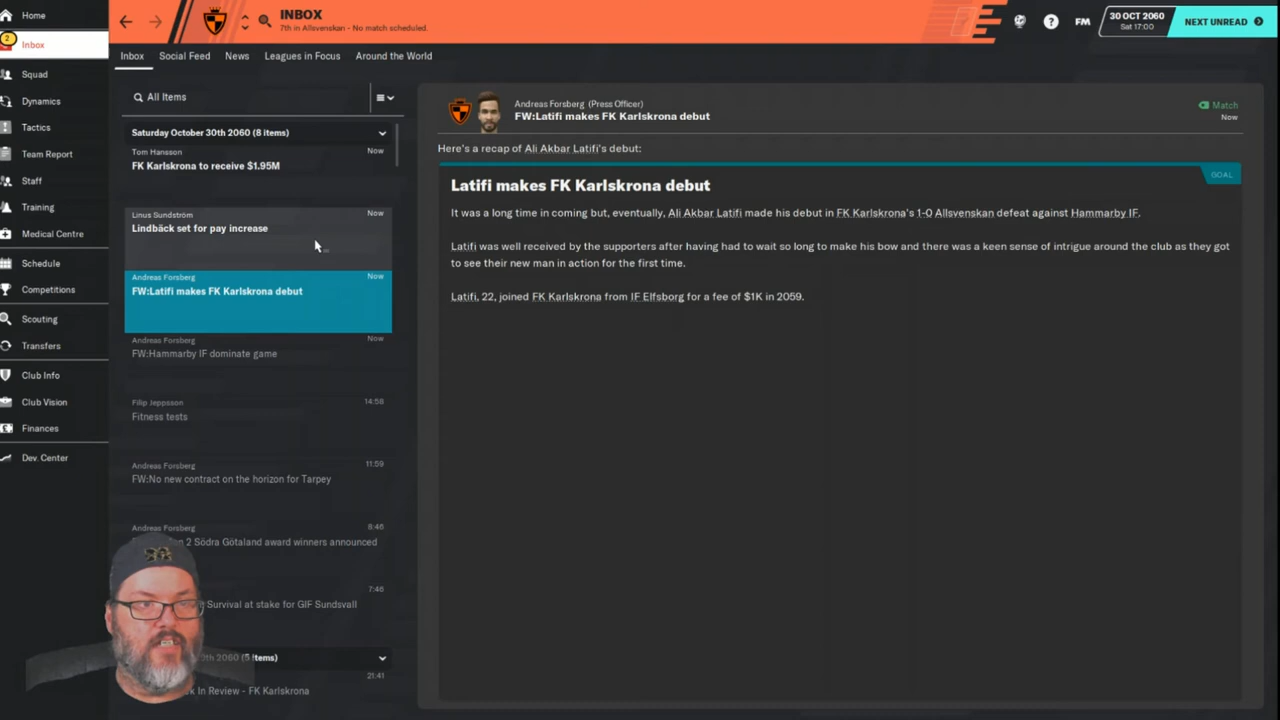 Home
INBOX
7th in Allsvenskan - No match scheduled.
FM
30 OCT 2060
Sat 17:00
NEXT UNREAD
2
Inbox
Squad
Dynamics
Tactics
Team Report
Staff
Training
Medical Centre
Schedule
Competitions
Scouting
Transfers
Club Info
Club Vision
Finances
Dev. Center
Inbox
Social Feed
News
Leagues in Focus
Around the World
All Items
Saturday October 30th 2060 (8 items)
Tom Hansson
Now
FK Karlskrona to receive $1.95M
Linus Sundström
Now
Lindbäck set for pay increase
Andreas Forsberg
Now
FW:Latifi makes FK Karlskrona debut
Andreas Forsberg
Now
FW:Hammarby IF dominate game
Filip Jeppsson
14:58
Fitness tests
Andreas Forsberg
11:59
FW:No new contract on the horizon for Tarpey
Andreas Forsberg
8:46
2 Södra Götaland award winners announced
7:46
Survival at stake for GIF Sundsvall
2060 (5 items)
21:41
In Review - FK Karlskrona
Andreas Forsberg (Press Officer)
FW:Latifi makes FK Karlskrona debut
Match
Now
Here's a recap of Ali Akbar Latifi's debut:
GOAL
Latifi makes FK Karlskrona debut
It was a long time in coming but, eventually, Ali Akbar Latifi made his debut in FK Karlskrona's 1-0 Allsvenskan defeat against Hammarby IF.
Latifi was well received by the supporters after having had to wait so long to make his bow and there was a keen sense of intrigue around the club as they got
to see their new man in action for the first time.
Latifi, 22, joined FK Karlskrona from IF Elfsborg for a fee of $1K in 2059.